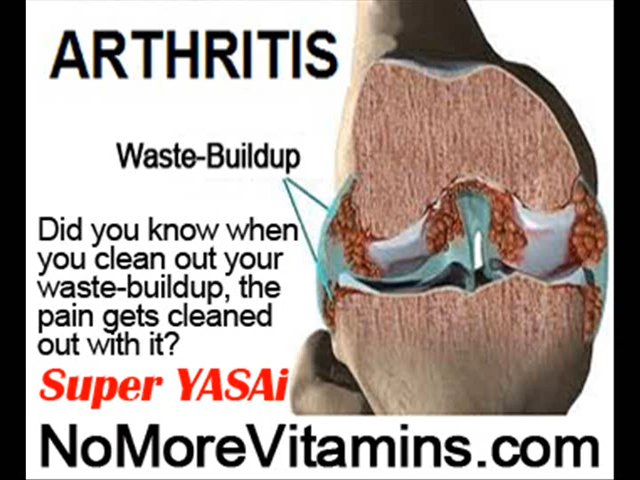 ARTHRITIS
Waste-Buildup
Did you know when
you clean out your
waste-buildup, the
pain gets cleaned
out with it?
Super YASAi
NoMoreVitamins.com